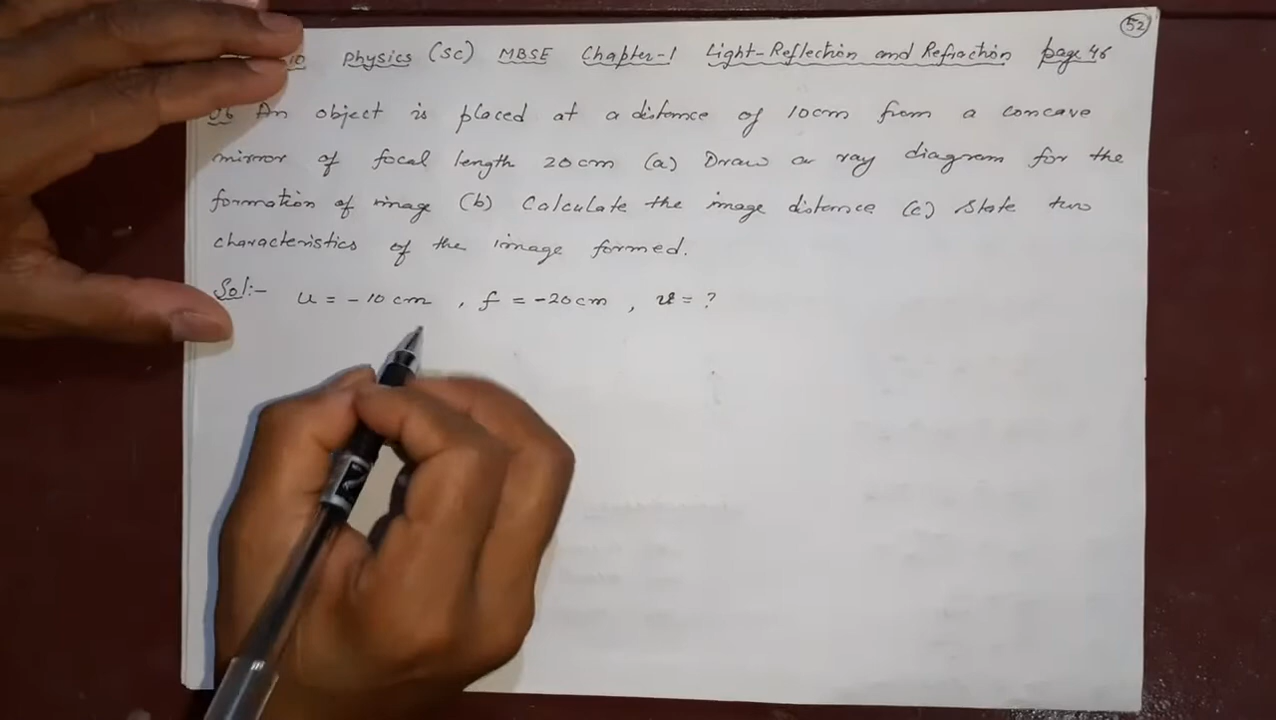 52
10 Physics (SC) MBSE Chapter-1 Light-Reflection and Refraction page 46
Q6 An object is placed at a distance of 10cm from a concave
mirror of focal length 20cm (a) Draw a ray diagram for the
formation of image (b) Calculate the image distance (c) State two
characteristics of the image formed.
Sol:- u = -10 cm , f = -20cm , v = ?